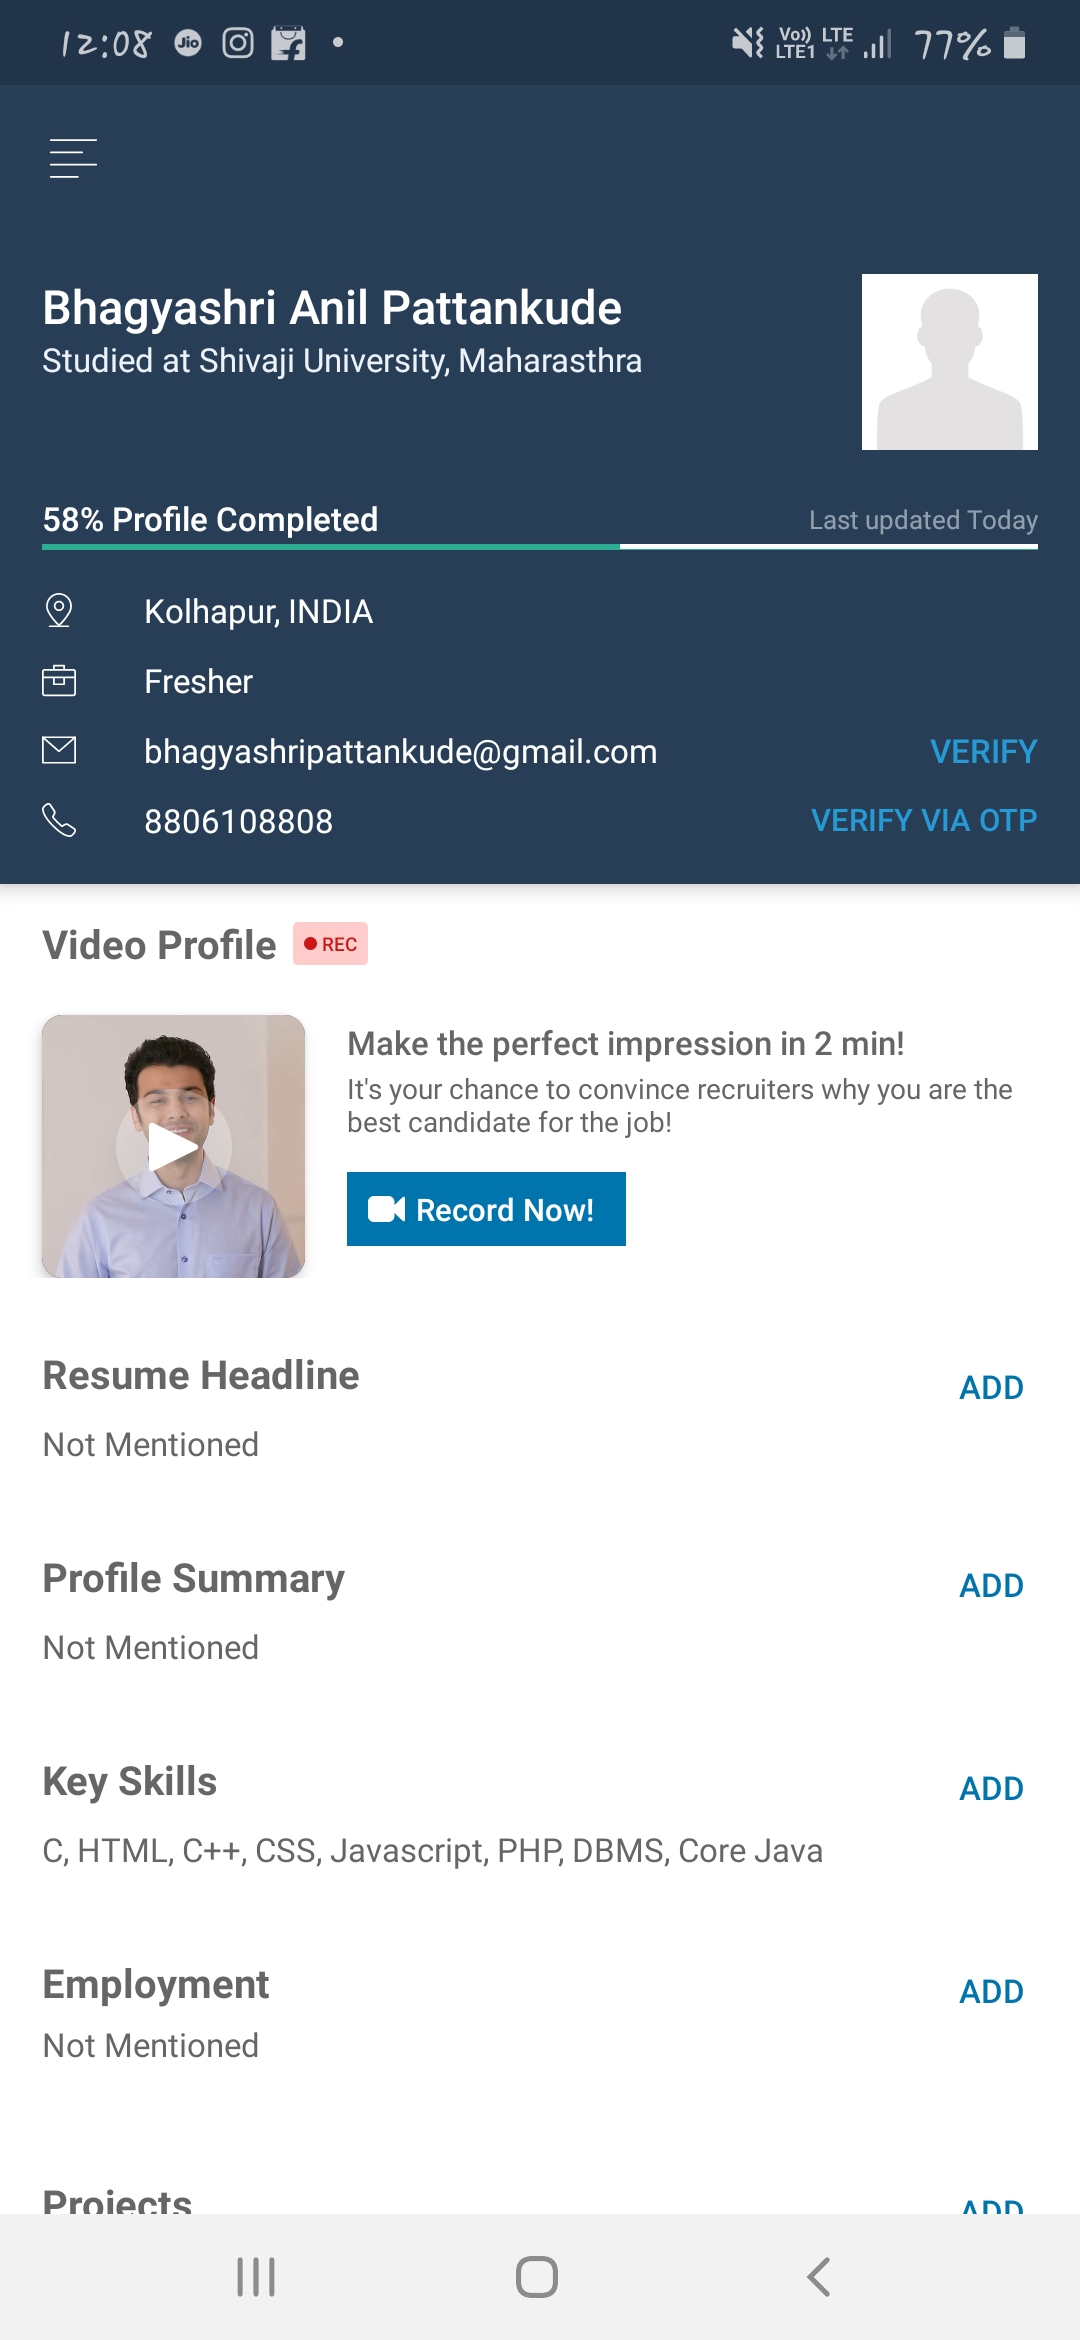 12:08 Jio Vo)) LTE LTE1 77%
Bhagyashri Anil Pattankude
Studied at Shivaji University, Maharasthra
58% Profile Completed Last updated Today
Kolhapur, INDIA
Fresher
bhagyashripattankude@gmail.com VERIFY
8806108808 VERIFY VIA OTP
Video Profile REC
Make the perfect impression in 2 min!
It's your chance to convince recruiters why you are the
best candidate for the job!
Record Now!
Resume Headline ADD
Not Mentioned
Profile Summary ADD
Not Mentioned
Key Skills ADD
C, HTML, C++, CSS, Javascript, PHP, DBMS, Core Java
Employment ADD
Not Mentioned
Projects ADD